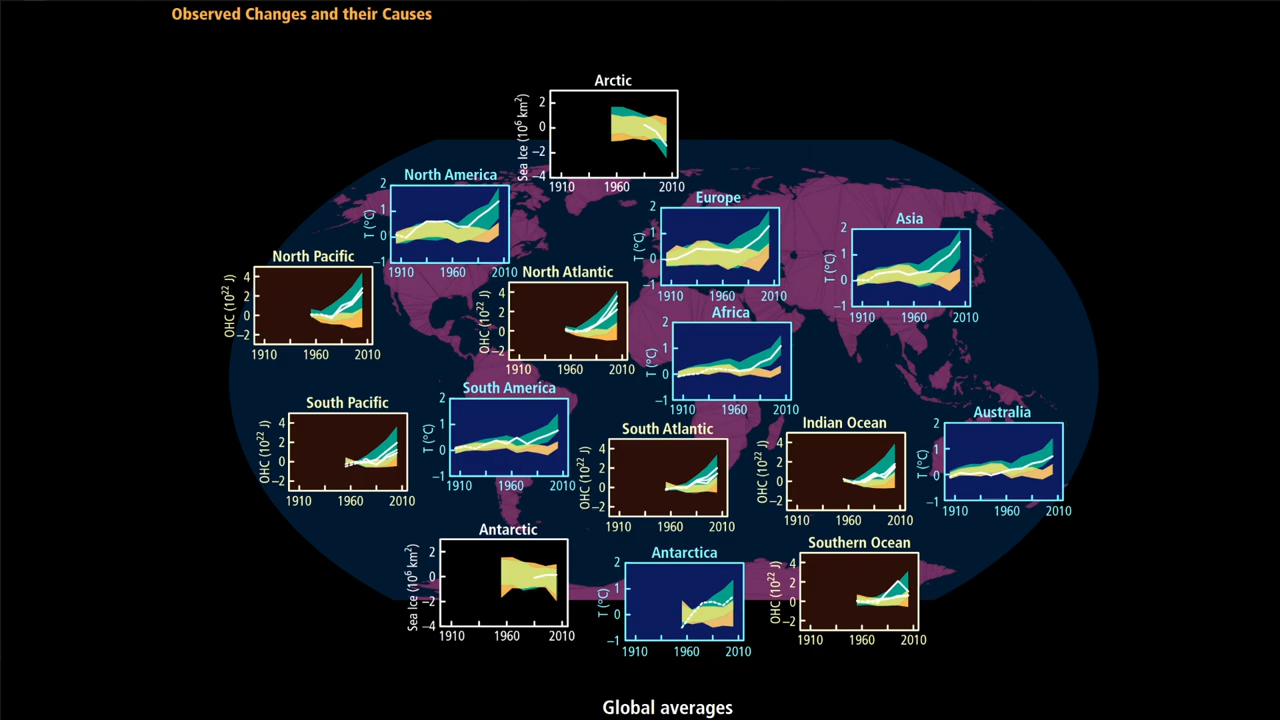 Observed Changes and their Causes
Arctic
Sea Ice (10⁶ km²)
2
0
−2
−4
1910 1960 2010
North America
T (°C)
2
1
0
−1
1910 1960 2010
Europe
T (°C)
2
1
0
−1
1910 1960 2010
Asia
T (°C)
2
1
0
−1
1910 1960 2010
North Pacific
OHC (10²² J)
4
2
0
−2
1910 1960 2010
North Atlantic
OHC (10²² J)
4
2
0
−2
1910 1960 2010
Africa
T (°C)
2
1
0
−1
1910 1960 2010
South Pacific
OHC (10²² J)
4
2
0
−2
1910 1960 2010
South America
T (°C)
2
1
0
−1
1910 1960 2010
South Atlantic
OHC (10²² J)
4
2
0
−2
1910 1960 2010
Indian Ocean
OHC (10²² J)
4
2
0
−2
1910 1960 2010
Australia
T (°C)
2
1
0
−1
1910 1960 2010
Antarctic
Sea Ice (10⁶ km²)
2
0
−2
−4
1910 1960 2010
Antarctica
T (°C)
2
1
0
−1
1910 1960 2010
Southern Ocean
OHC (10²² J)
4
2
0
−2
1910 1960 2010
Global averages